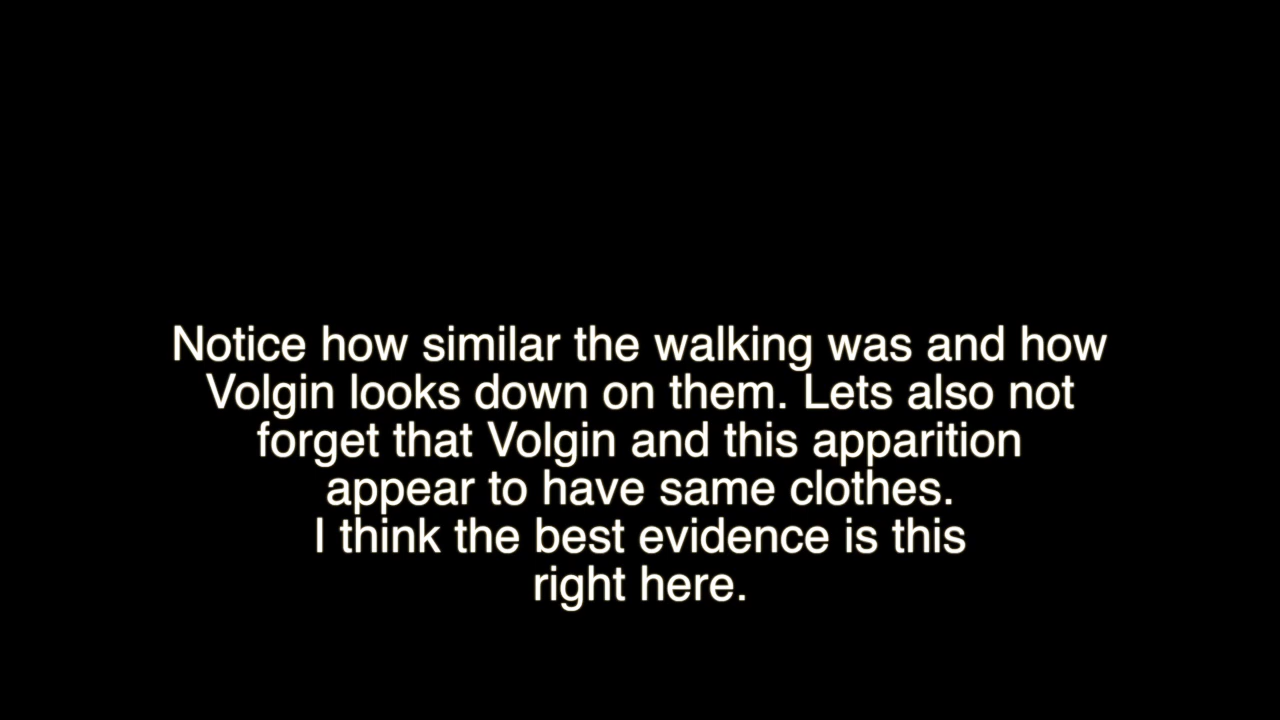 Notice how similar the walking was and how
Volgin looks down on them. Lets also not
forget that Volgin and this apparition
appear to have same clothes.
I think the best evidence is this
right here.